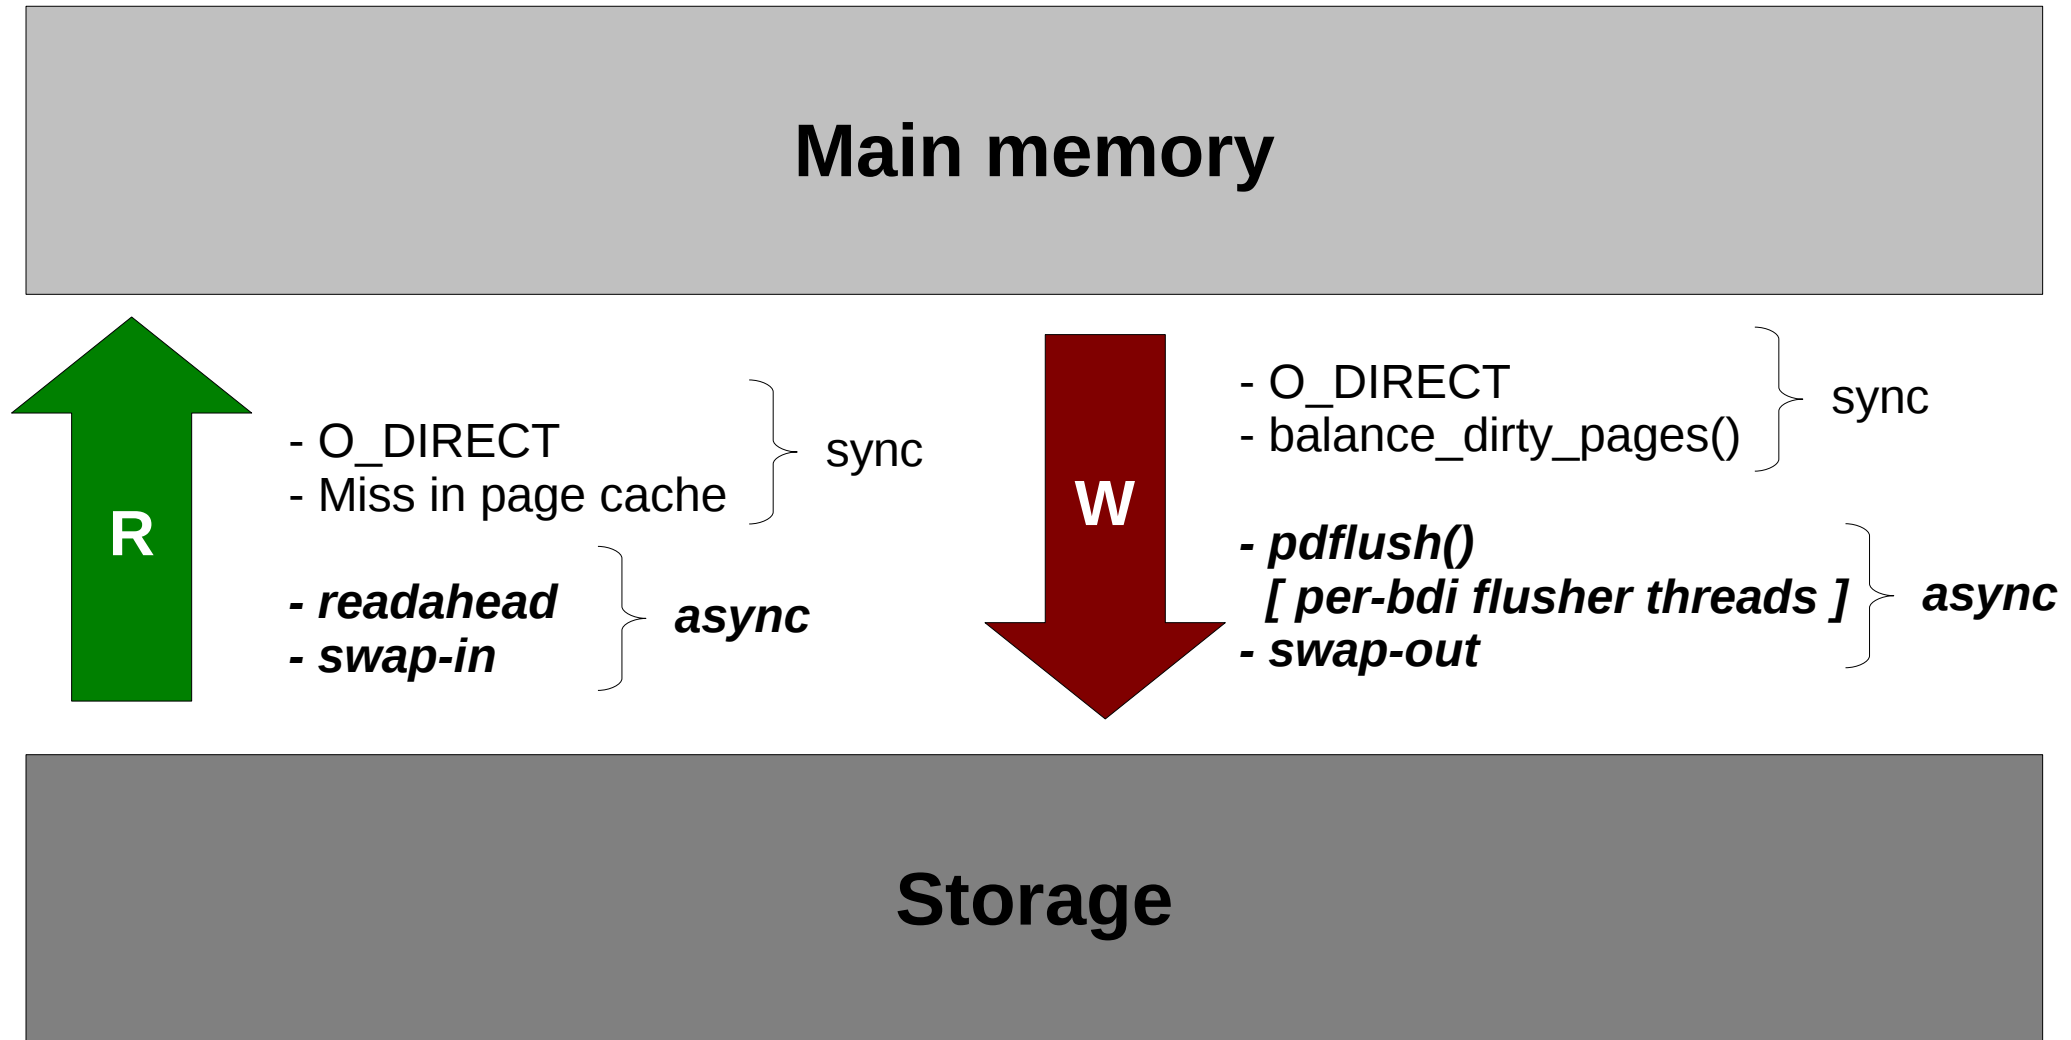 Main memory
R
- O_DIRECT
- Miss in page cache
sync
- readahead
- swap-in
async
W
- O_DIRECT
- balance_dirty_pages()
sync
- pdflush()
[ per-bdi flusher threads ]
- swap-out
async
Storage